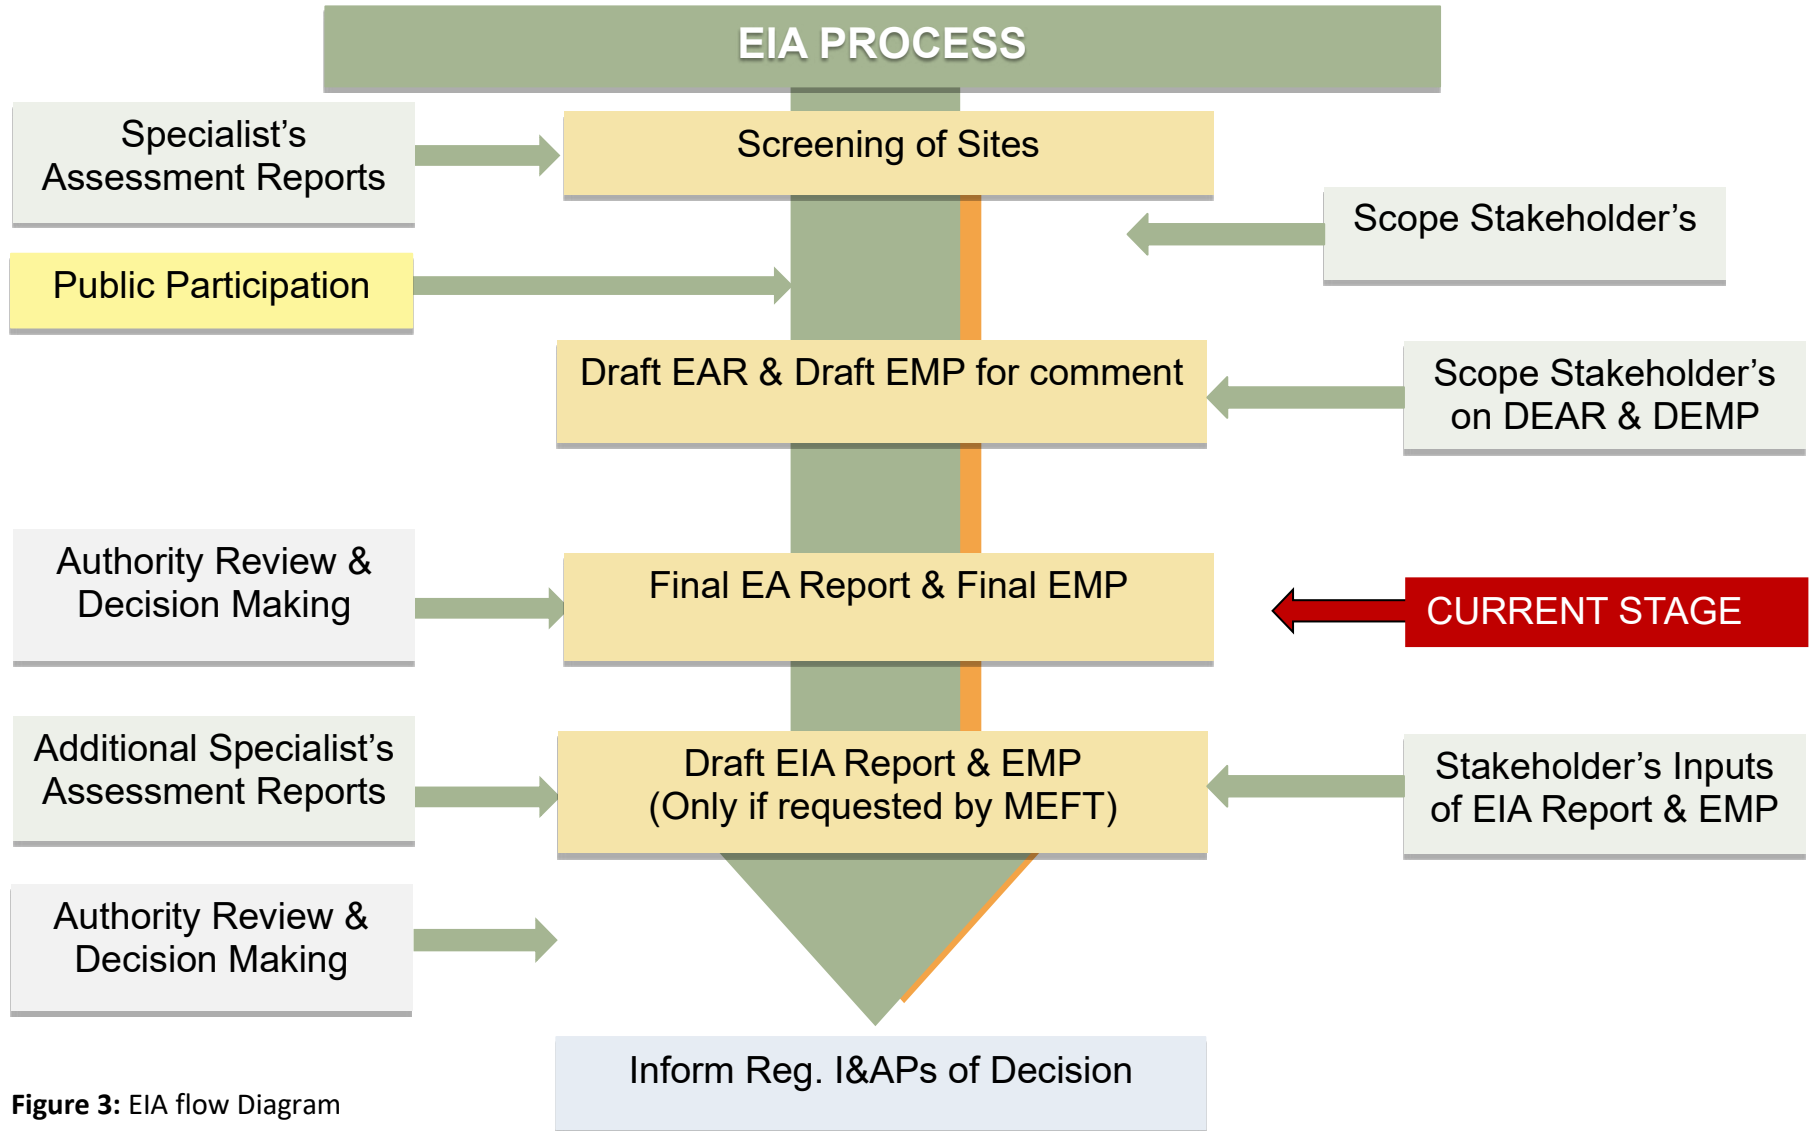 EIA PROCESS
Specialist's
Assessment Reports
Screening of Sites
Scope Stakeholder's
Public Participation
Draft EAR & Draft EMP for comment
Scope Stakeholder's
on DEAR & DEMP
Authority Review &
Decision Making
Final EA Report & Final EMP
CURRENT STAGE
Additional Specialist's
Assessment Reports
Draft EIA Report & EMP
(Only if requested by MEFT)
Stakeholder's Inputs
of EIA Report & EMP
Authority Review &
Decision Making
Inform Reg. I&APs of Decision
Figure 3: EIA flow Diagram